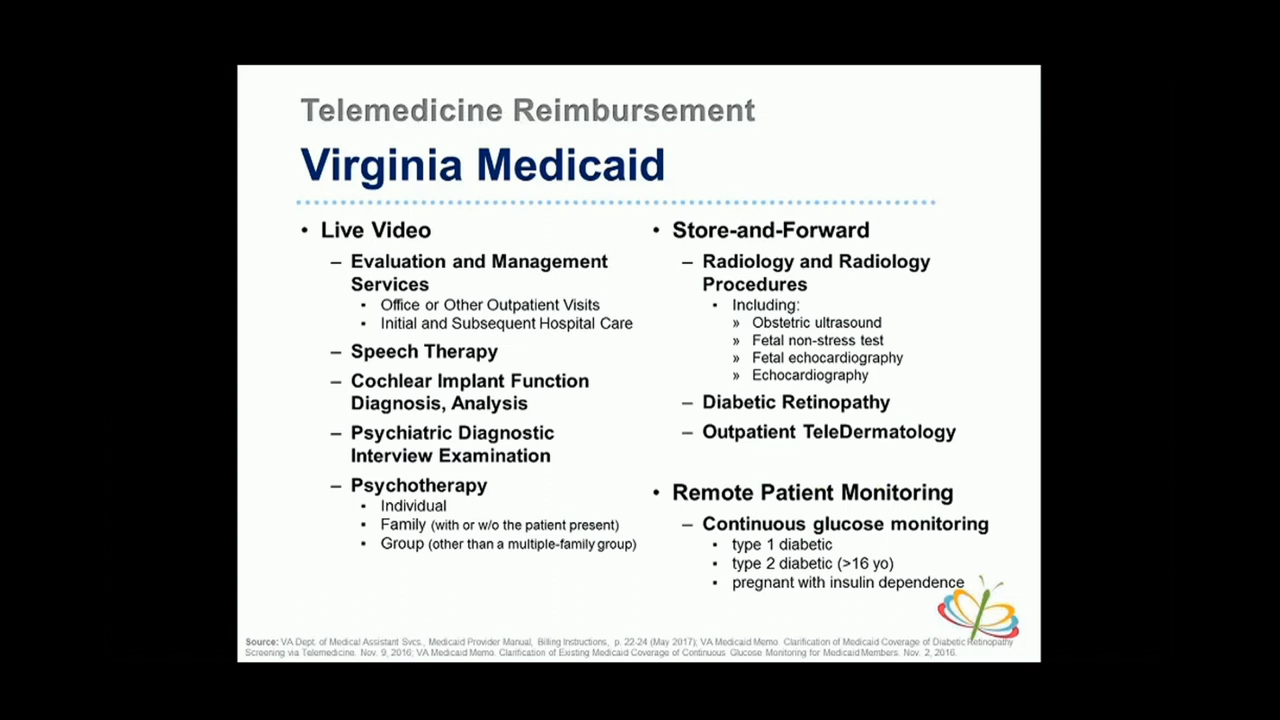 Telemedicine Reimbursement
Virginia Medicaid
• Live Video
– Evaluation and Management
Services
• Office or Other Outpatient Visits
• Initial and Subsequent Hospital Care
– Speech Therapy
– Cochlear Implant Function
Diagnosis, Analysis
– Psychiatric Diagnostic
Interview Examination
– Psychotherapy
• Individual
• Family (with or w/o the patient present)
• Group (other than a multiple-family group)
• Store-and-Forward
– Radiology and Radiology
Procedures
• Including:
» Obstetric ultrasound
» Fetal non-stress test
» Fetal echocardiography
» Echocardiography
– Diabetic Retinopathy
– Outpatient TeleDermatology
• Remote Patient Monitoring
– Continuous glucose monitoring
• type 1 diabetic
• type 2 diabetic (>16 yo)
• pregnant with insulin dependence
Source: VA Dept. of Medical Assistant Svcs., Medicaid Provider Manual, Billing Instructions, p. 22-24 (May 2017); VA Medicaid Memo. Clarification of Medicaid Coverage of Diabetic Retinopathy
Screening via Telemedicine. Nov. 9, 2016; VA Medicaid Memo. Clarification of Existing Medicaid Coverage of Continuous Glucose Monitoring for Medicaid Members. Nov. 2, 2016.